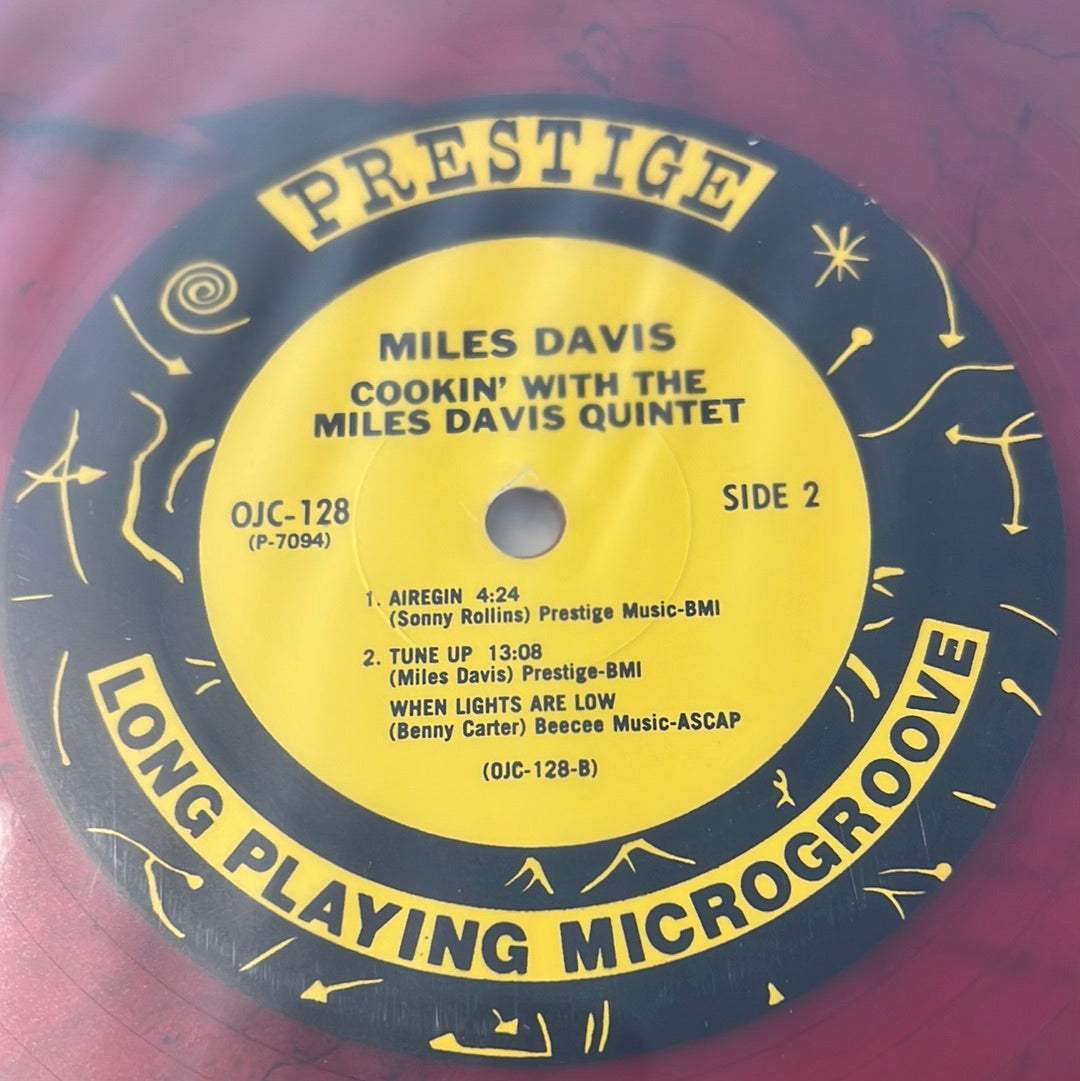 PRESTIGE
MILES DAVIS
COOKIN' WITH THE
MILES DAVIS QUINTET
OJC-128
(P-7094)
SIDE 2
1. AIREGIN 4:24
(Sonny Rollins) Prestige Music-BMI
2. TUNE UP 13:08
(Miles Davis) Prestige-BMI
WHEN LIGHTS ARE LOW
(Benny Carter) Beecee Music-ASCAP
(OJC-128-B)
LONG PLAYING MICROGROOVE